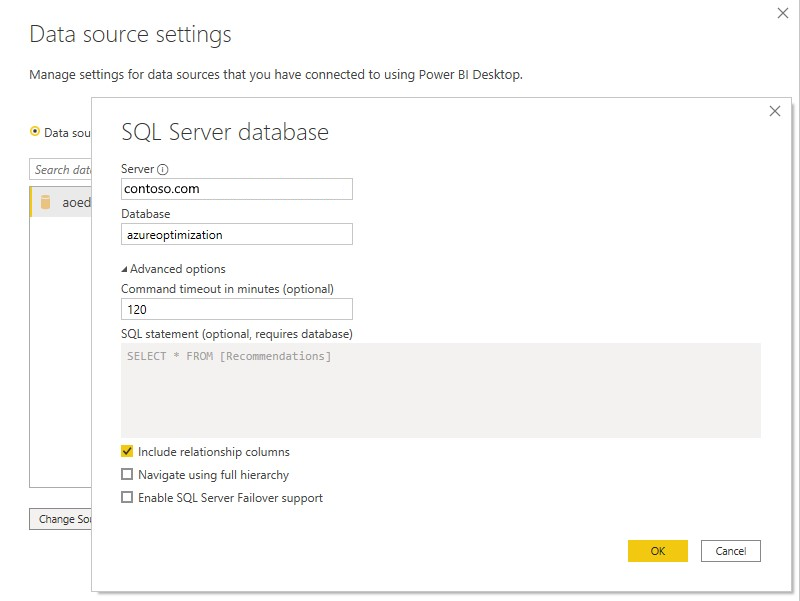 Data source settings
Manage settings for data sources that you have connected to using Power BI Desktop.
Data sou
Search data
aoed
Change Sou
SQL Server database
Server
contoso.com
Database
azureoptimization
Advanced options
Command timeout in minutes (optional)
120
SQL statement (optional, requires database)
SELECT * FROM [Recommendations]
Include relationship columns
Navigate using full hierarchy
Enable SQL Server Failover support
OK
Cancel